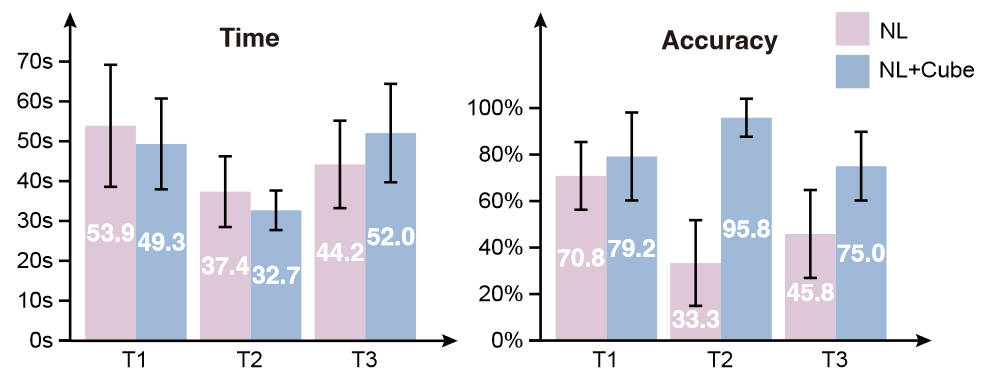 Time
70s
60s
50s
40s
30s
20s
10s
0s
53.9
49.3
37.4
32.7
44.2
52.0
T1
T2
T3
Accuracy
100%
80%
60%
40%
20%
0%
70.8
79.2
33.3
95.8
45.8
75.0
T1
T2
T3
NL
NL+Cube